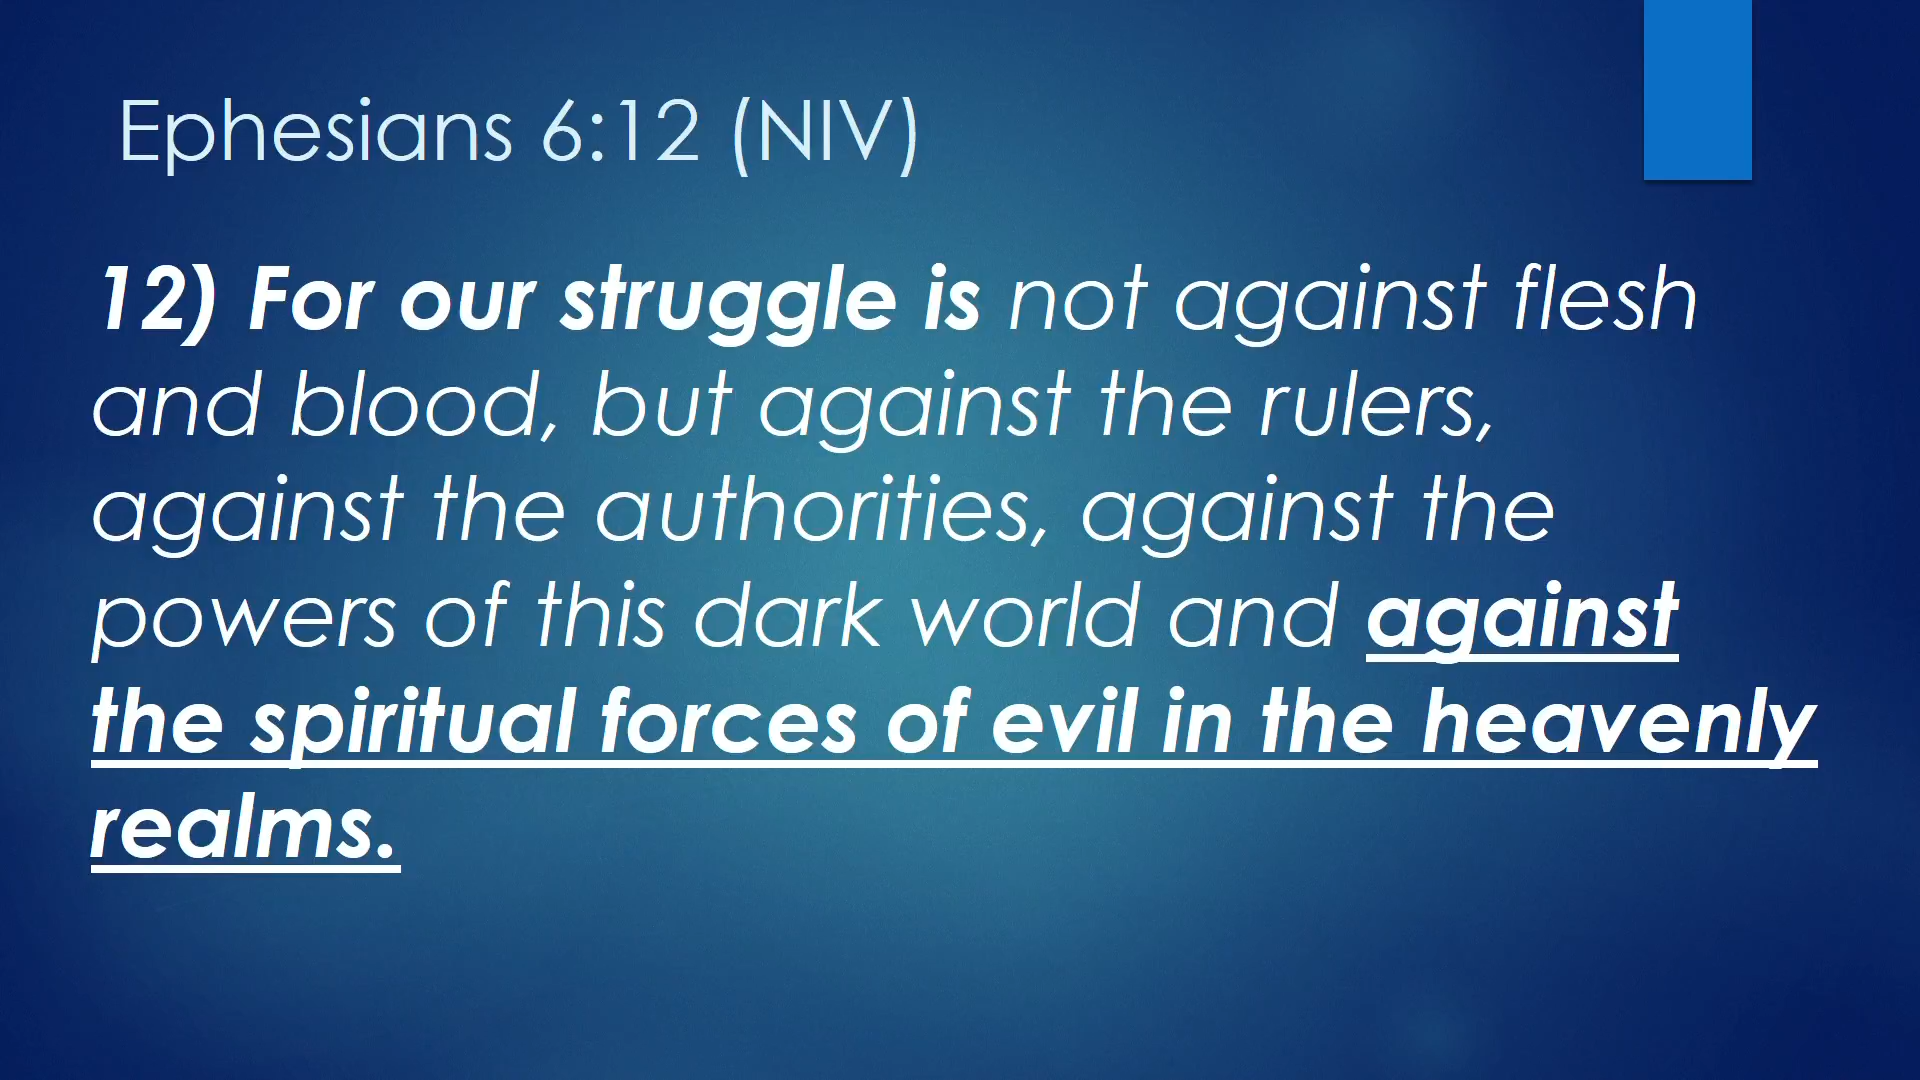 Ephesians 6:12 (NIV)
12) For our struggle is not against flesh
and blood, but against the rulers,
against the authorities, against the
powers of this dark world and against
the spiritual forces of evil in the heavenly
realms.